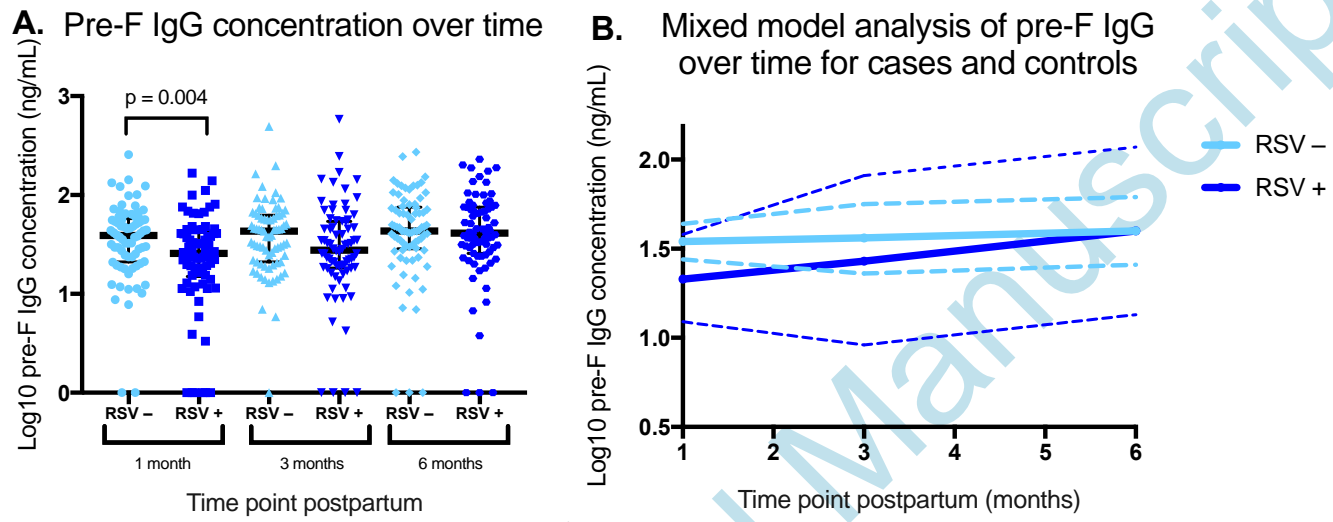 A. Pre-F IgG concentration over time
Log10 pre-F IgG concentration (ng/mL)
3
2
1
0
p = 0.004
RSV – RSV + RSV – RSV + RSV – RSV +
1 month 3 months 6 months
Time point postpartum
B. Mixed model analysis of pre-F IgG
over time for cases and controls
Log10 pre-F IgG concentration (ng/mL)
2.0
1.5
1.0
0.5
1 2 3 4 5 6
Time point postpartum (months)
RSV –
RSV +
Manuscrip